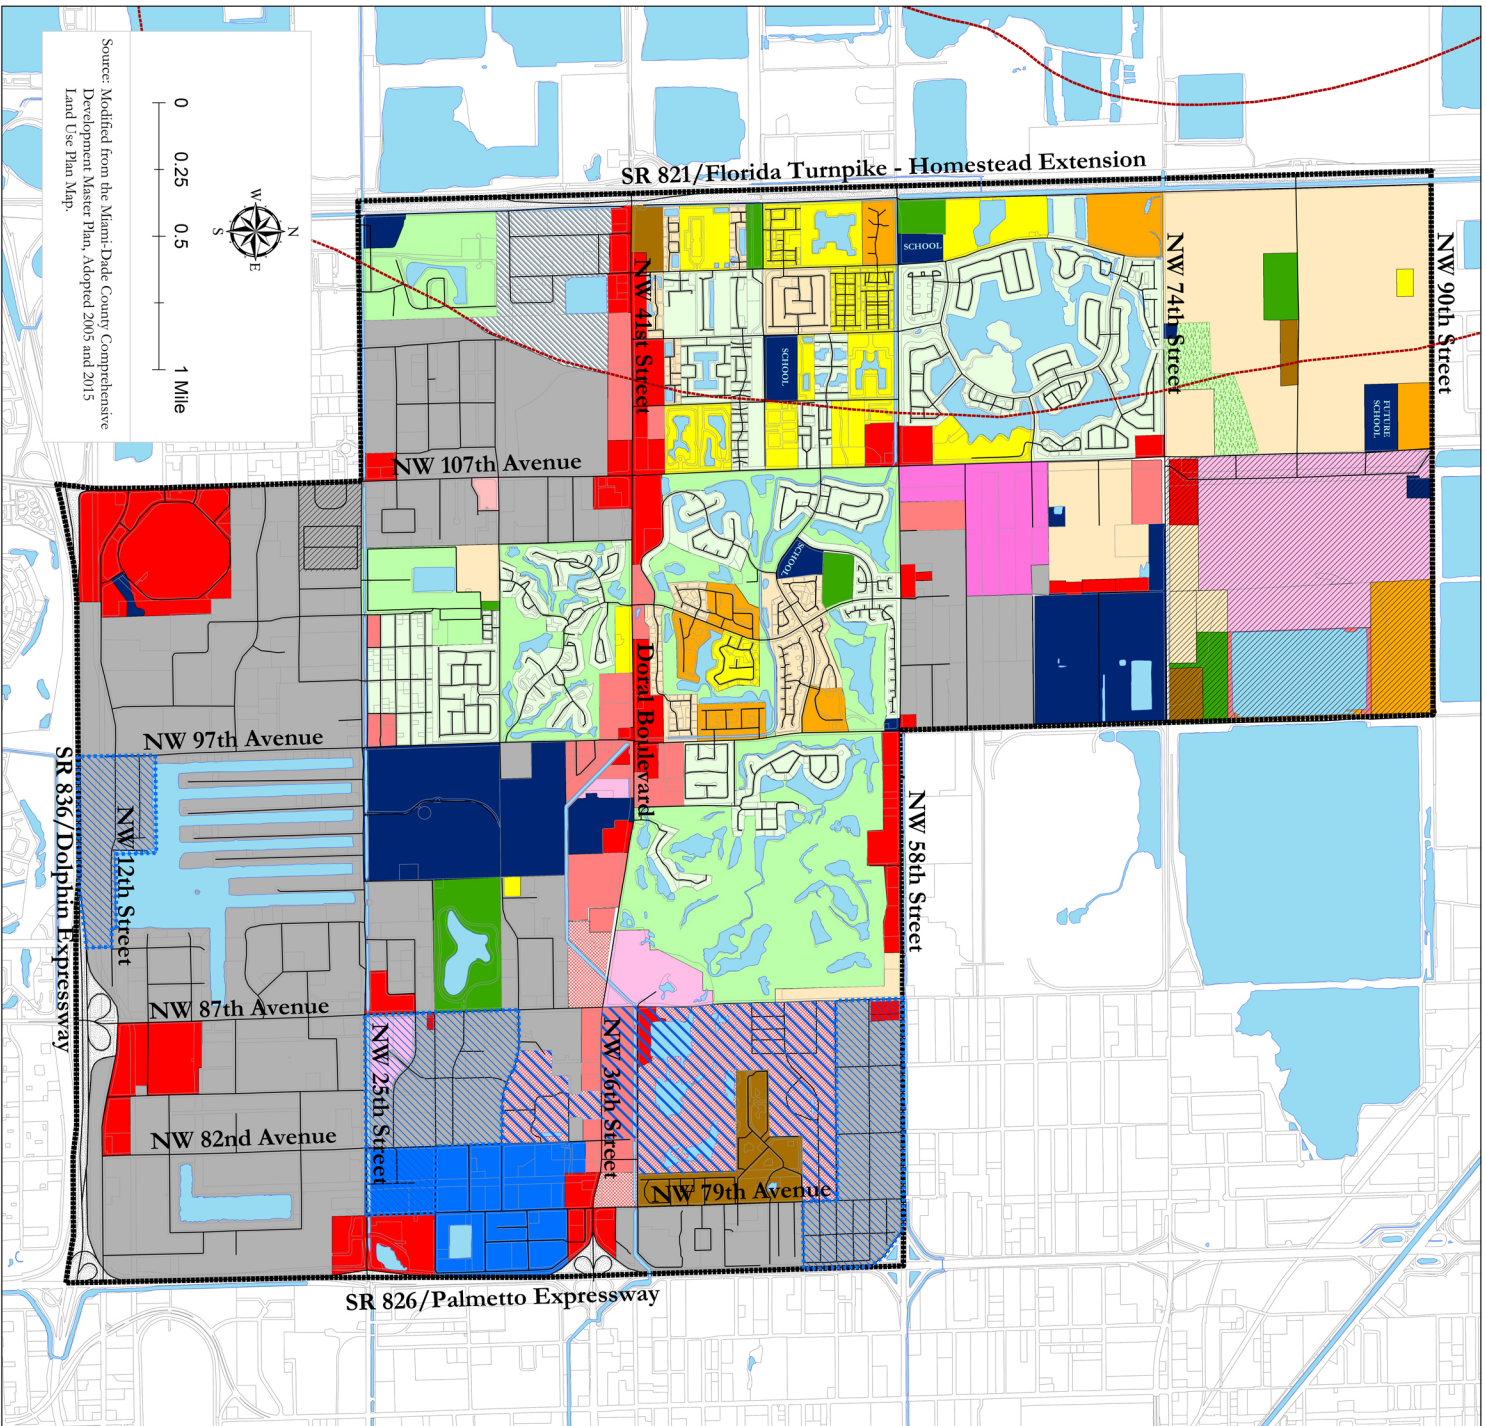 SR 821/Florida Turnpike - Homestead Extension
NW 90th Street
NW 74th Street
NW 41st Street
SCHOOL
SCHOOL
FUTURE
SCHOOL
NW 107th Avenue
SCHOOL
Doral Boulevard
NW 58th Street
NW 97th Avenue
NW 12th Street
SR 836/Dolphin Expressway
NW 87th Avenue
NW 25th Street
NW 36th Street
NW 82nd Avenue
NW 79th Avenue
SR 826/Palmetto Expressway
N
W
E
S
0 0.25 0.5 1 Mile
Source: Modified from the Miami-Dade County Comprehensive
Development Master Plan, Adopted 2005 and 2015
Land Use Plan Map.